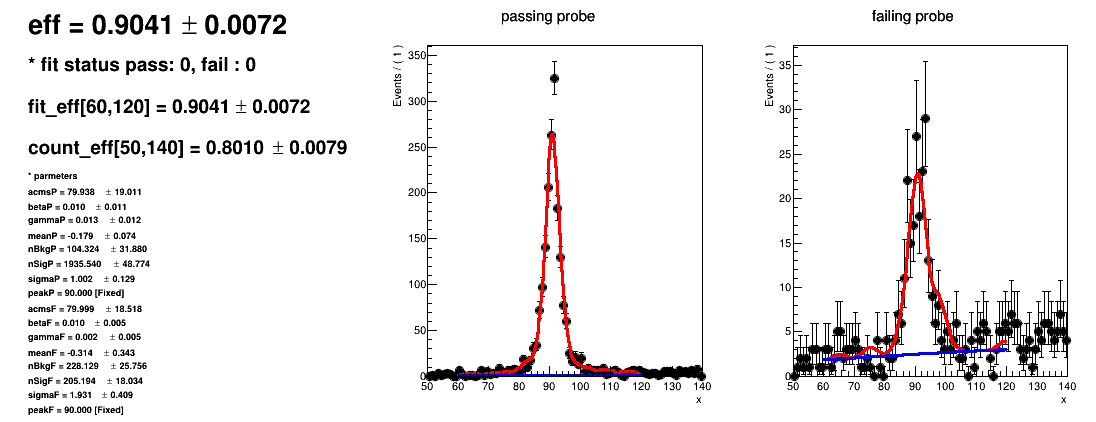 eff = 0.9041 ± 0.0072
* fit status pass: 0, fail : 0
fit_eff[60,120] = 0.9041 ± 0.0072
count_eff[50,140] = 0.8010 ± 0.0079
* parmeters
acmsP = 79.938 ± 19.011
betaP = 0.010 ± 0.011
gammaP = 0.013 ± 0.012
meanP = -0.179 ± 0.074
nBkgP = 104.324 ± 31.880
nSigP = 1935.540 ± 48.774
sigmaP = 1.002 ± 0.129
peakP = 90.000 [Fixed]
acmsF = 79.999 ± 18.518
betaF = 0.010 ± 0.005
gammaF = 0.002 ± 0.005
meanF = -0.314 ± 0.343
nBkgF = 228.129 ± 25.756
nSigF = 205.194 ± 18.034
sigmaF = 1.931 ± 0.409
peakF = 90.000 [Fixed]
passing probe
Events / ( 1 )
350
300
250
200
150
100
50
0
50 60 70 80 90 100 110 120 130 140
x
failing probe
Events / ( 1 )
35
30
25
20
15
10
5
0
50 60 70 80 90 100 110 120 130 140
x